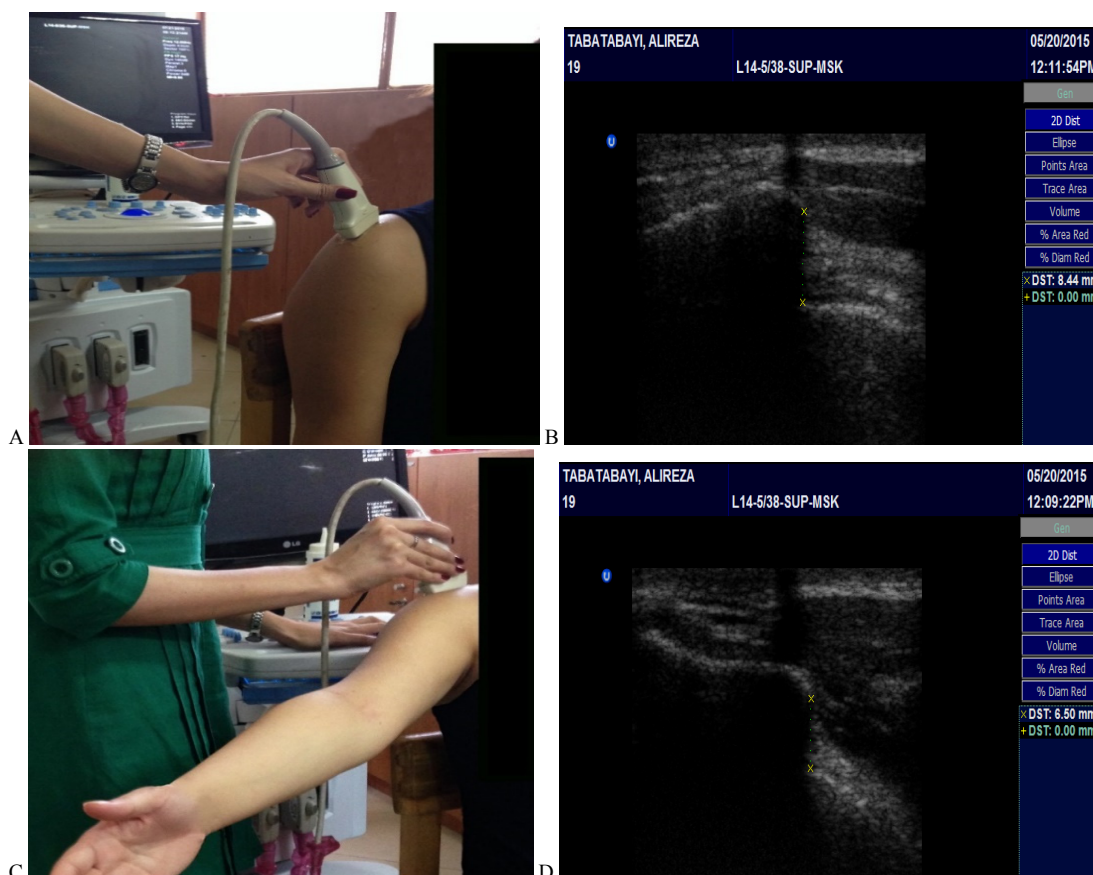 TABATABAYI, ALIREZA
05/20/2015
19
L14-5/38-SUP-MSK
12:11:54PM
Gen
2D Dist
Ellipse
Points Area
Trace Area
Volume
% Area Red
% Diam Red
× DST: 8.44 mm
+ DST: 0.00 mm
U
A
B
LG
TABATABAYI, ALIREZA
05/20/2015
19
L14-5/38-SUP-MSK
12:09:22PM
Gen
2D Dist
Ellipse
Points Area
Trace Area
Volume
% Area Red
% Diam Red
× DST: 6.50 mm
+ DST: 0.00 mm
U
C
D